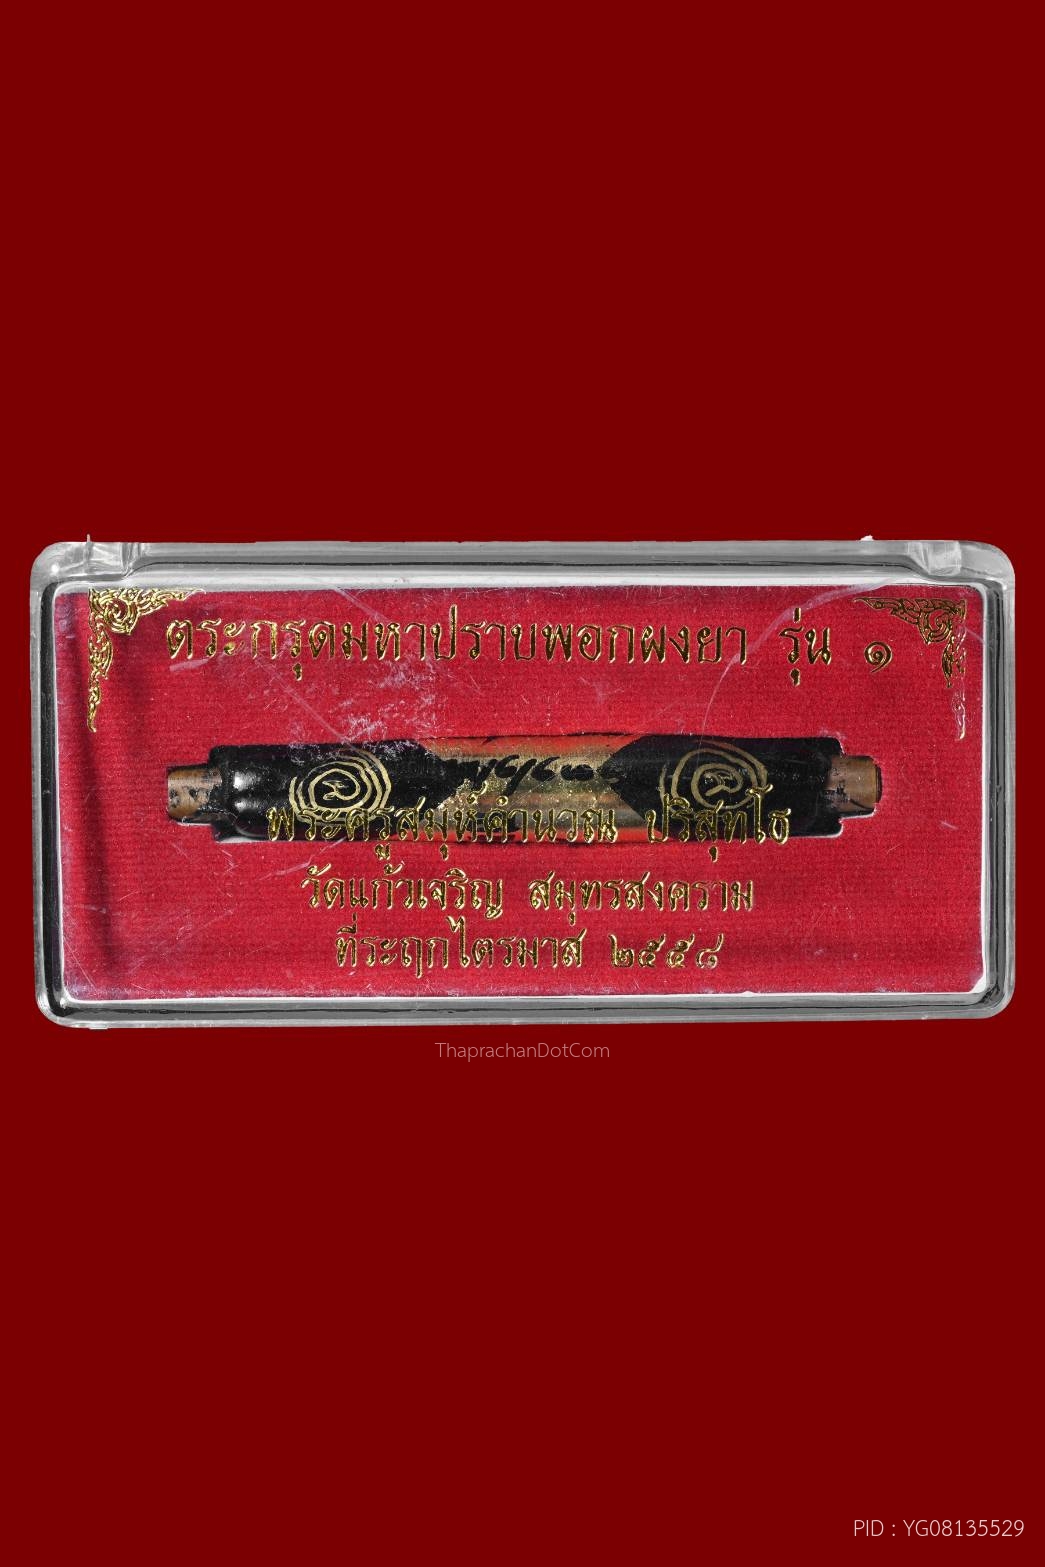 ตระกรุดมหาปราบพอกผงยา รุ่น ๑
พระครูสมุห์คำนวณ ปริสุทโธ
วัดแก้วเจริญ สมุทรสงคราม
ที่ระฤกไตรมาส ๒๕๕๘
ThaprachanDotCom
PID : YG08135529